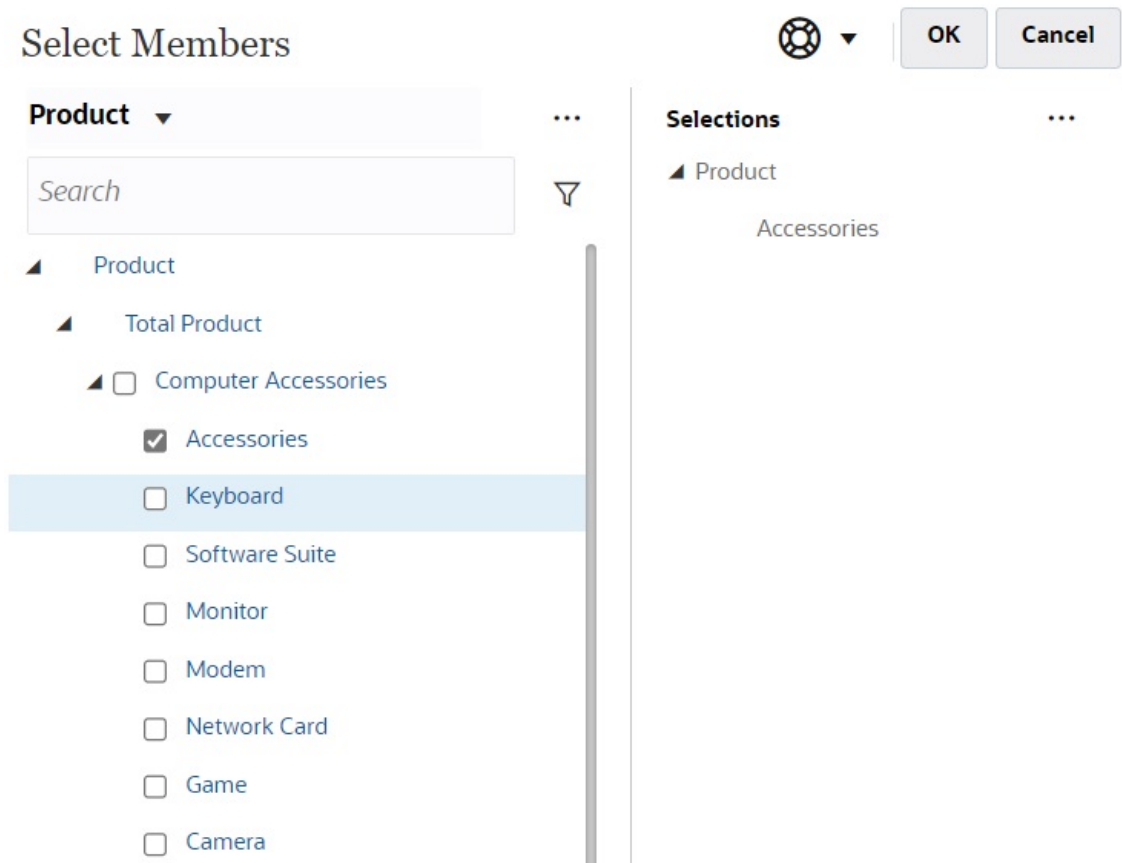 Select Members
OK
Cancel
Product
Search
Product
Total Product
Computer Accessories
Accessories
Keyboard
Software Suite
Monitor
Modem
Network Card
Game
Camera
Selections
Product
Accessories